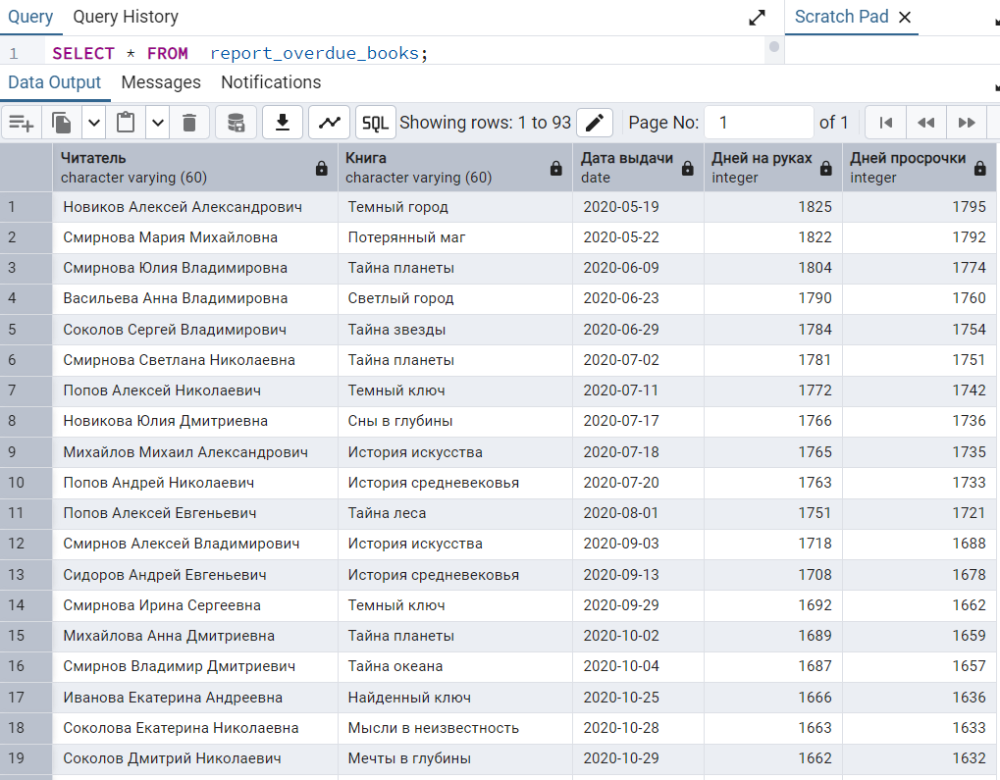 Query Query History Scratch Pad
1 SELECT * FROM report_overdue_books;
Data Output Messages Notifications
SQL Showing rows: 1 to 93 Page No: 1 of 1
Читатель Книга Дата выдачи Дней на руках Дней просрочки
character varying (60) character varying (60) date integer integer
1 Новиков Алексей Александрович Темный город 2020-05-19 1825 1795
2 Смирнова Мария Михайловна Потерянный маг 2020-05-22 1822 1792
3 Смирнова Юлия Владимировна Тайна планеты 2020-06-09 1804 1774
4 Васильева Анна Владимировна Светлый город 2020-06-23 1790 1760
5 Соколов Сергей Владимирович Тайна звезды 2020-06-29 1784 1754
6 Смирнова Светлана Николаевна Тайна планеты 2020-07-02 1781 1751
7 Попов Алексей Николаевич Темный ключ 2020-07-11 1772 1742
8 Новикова Юлия Дмитриевна Сны в глубины 2020-07-17 1766 1736
9 Михайлов Михаил Александрович История искусства 2020-07-18 1765 1735
10 Попов Андрей Николаевич История средневековья 2020-07-20 1763 1733
11 Попов Алексей Евгеньевич Тайна леса 2020-08-01 1751 1721
12 Смирнов Алексей Владимирович История искусства 2020-09-03 1718 1688
13 Сидоров Андрей Евгеньевич История средневековья 2020-09-13 1708 1678
14 Смирнова Ирина Сергеевна Темный ключ 2020-09-29 1692 1662
15 Михайлова Анна Дмитриевна Тайна планеты 2020-10-02 1689 1659
16 Смирнов Владимир Дмитриевич Тайна океана 2020-10-04 1687 1657
17 Иванова Екатерина Андреевна Найденный ключ 2020-10-25 1666 1636
18 Соколова Екатерина Николаевна Мысли в неизвестность 2020-10-28 1663 1633
19 Соколов Дмитрий Николаевич Мечты в глубины 2020-10-29 1662 1632